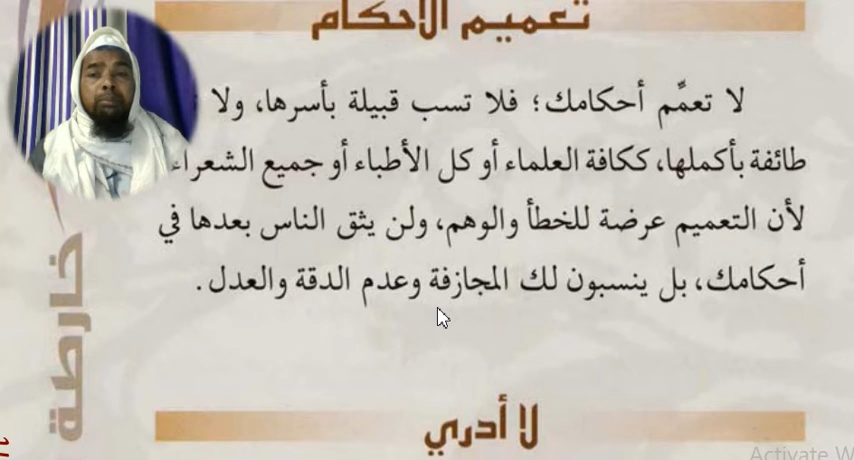 تعميم الأحكام
لا تعمِّم أحكامك؛ فلا تسب قبيلة بأسرها، ولا
طائفة بأكملها، ككافة العلماء أو كل الأطباء أو جميع الشعراء
لأن التعميم عرضة للخطأ والوهم، ولن يثق الناس بعدها في
أحكامك، بل ينسبون لك المجازفة وعدم الدقة والعدل.
خارطة
لا أدري
Activate W